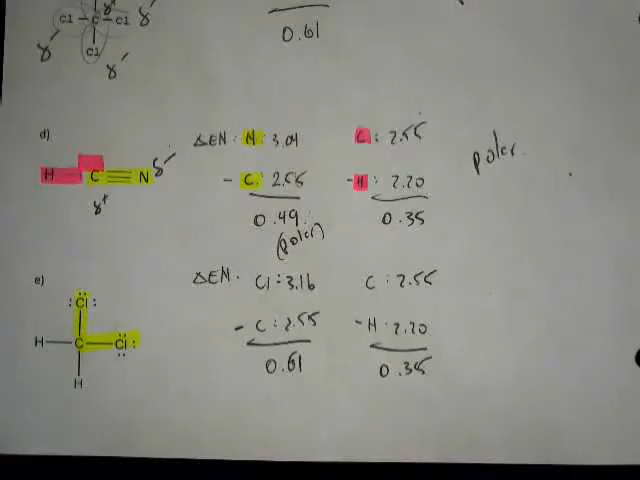 Cl C Cl
Cl
0.61
d)
ΔEN: N: 3.04 C: 2.55
polar.
H C N δ-
- C: 2.55 - H: 2.20
δ+
0.49 0.35
(polar)
e)
ΔEN. Cl: 3.16 C: 2.55
:Cl:
- C: 2.55 - H: 2.20
H C Cl:
0.61 0.35
H